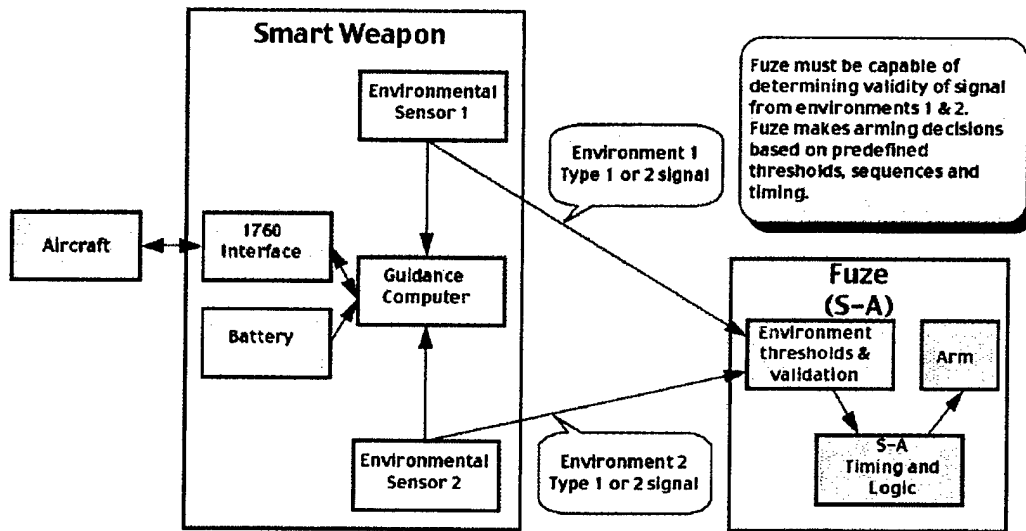 Smart Weapon
Environmental
Sensor 1
Fuze must be capable of
determining validity of signal
from environments 1 & 2.
Fuze makes arming decisions
based on predefined
thresholds, sequences and
timing.
Environment 1
Type 1 or 2 signal
Aircraft
1760
Interface
Guidance
Computer
Battery
Fuze
(S-A)
Environment
thresholds &
validation
Arm
S-A
Timing and
Logic
Environmental
Sensor 2
Environment 2
Type 1 or 2 signal